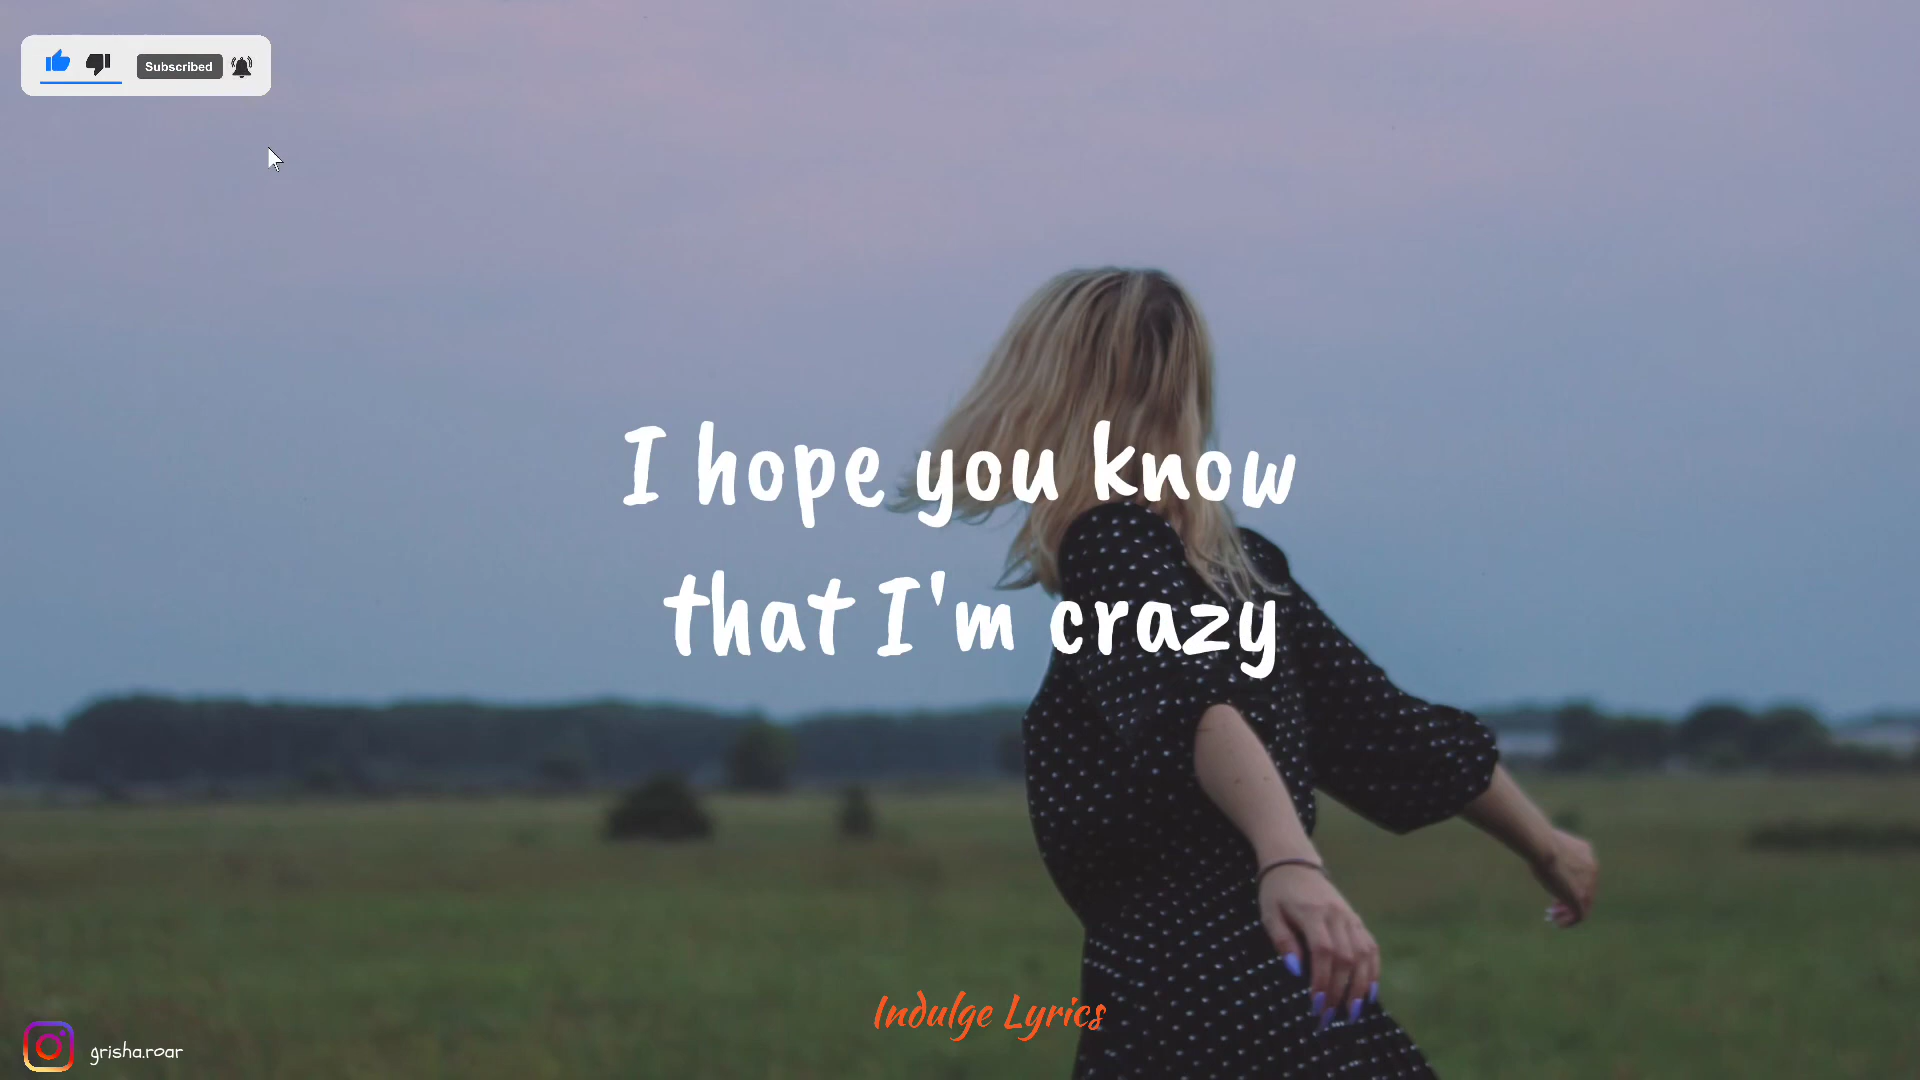 Subscribed
I hope you know
that I'm crazy
Indulge Lyrics
grisha.roar